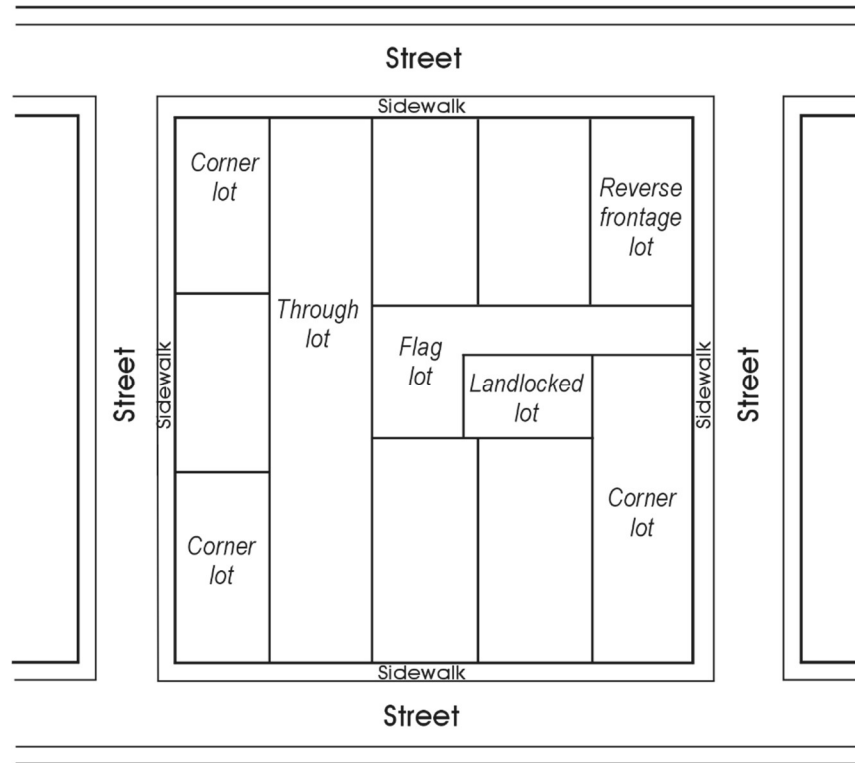 Street
Sidewalk
Corner
lot
Reverse
frontage
lot
Through
lot
Flag
lot
Landlocked
lot
Street
Sidewalk
Sidewalk
Street
Corner
lot
Corner
lot
Sidewalk
Street